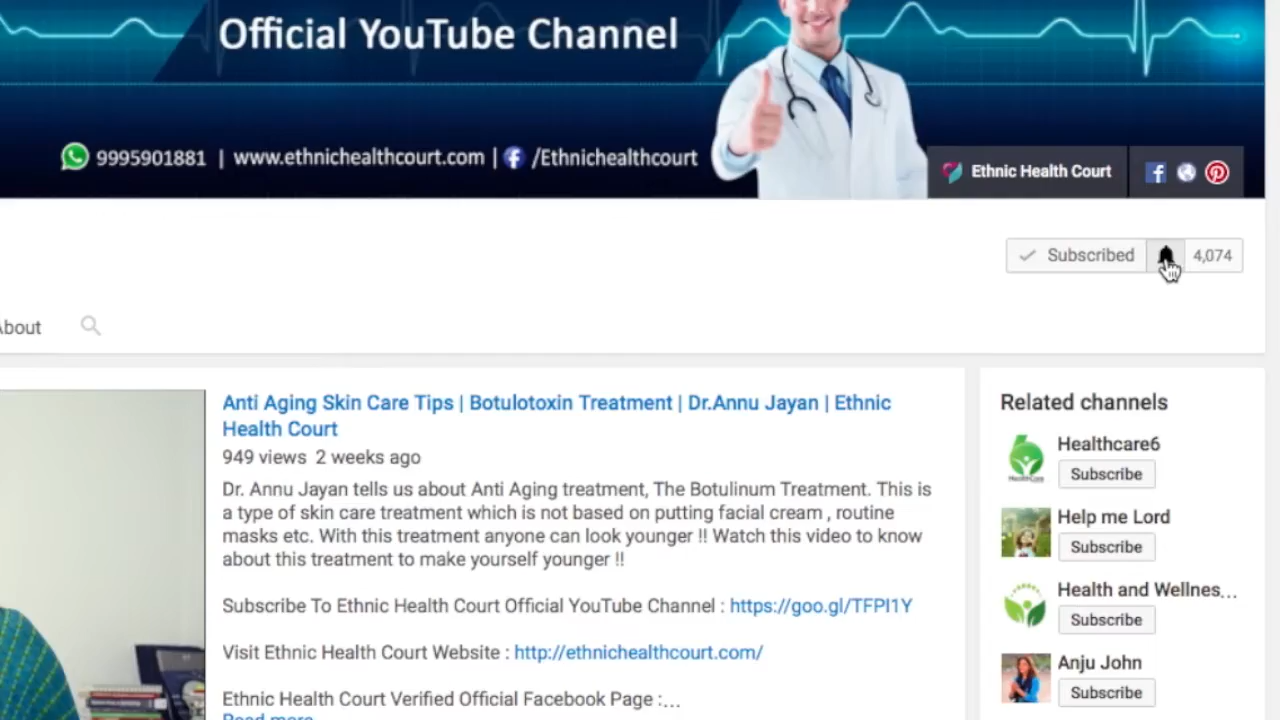 Official YouTube Channel
9995901881 | www.ethnichealthcourt.com | /Ethnichealthcourt
Ethnic Health Court
Subscribed 4,074
About
Anti Aging Skin Care Tips | Botulotoxin Treatment | Dr.Annu Jayan | Ethnic
Health Court
949 views 2 weeks ago
Dr. Annu Jayan tells us about Anti Aging treatment, The Botulinum Treatment. This is
a type of skin care treatment which is not based on putting facial cream , routine
masks etc. With this treatment anyone can look younger !! Watch this video to know
about this treatment to make yourself younger !!
Subscribe To Ethnic Health Court Official YouTube Channel : https://goo.gl/TFPI1Y
Visit Ethnic Health Court Website : http://ethnichealthcourt.com/
Ethnic Health Court Verified Official Facebook Page :...
Read more
Related channels
Healthcare6
Subscribe
Help me Lord
Subscribe
Health and Wellnes...
Subscribe
Anju John
Subscribe